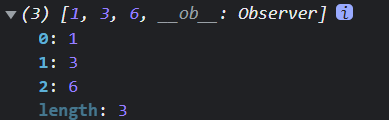 ▼ (3) [1, 3, 6, __ob__: Observer] i
0: 1
1: 3
2: 6
length: 3